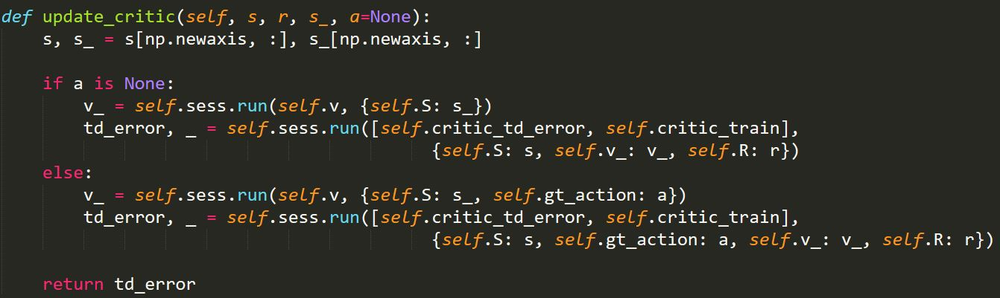 def update_critic(self, s, r, s_, a=None):
    s, s_ = s[np.newaxis, :], s_[np.newaxis, :]

    if a is None:
        v_ = self.sess.run(self.v, {self.S: s_})
        td_error, _ = self.sess.run([self.critic_td_error, self.critic_train],
                                          {self.S: s, self.v_: v_, self.R: r})
    else:
        v_ = self.sess.run(self.v, {self.S: s_, self.gt_action: a})
        td_error, _ = self.sess.run([self.critic_td_error, self.critic_train],
                                          {self.S: s, self.gt_action: a, self.v_: v_, self.R: r})

    return td_error